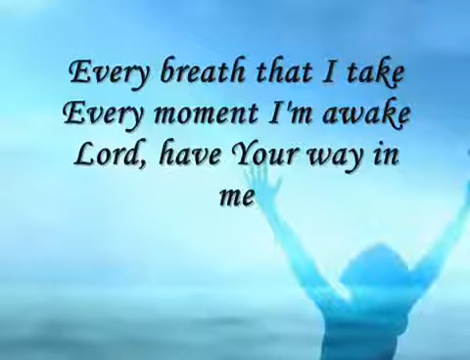 Every breath that I take
Every moment I'm awake
Lord, have Your way in
me